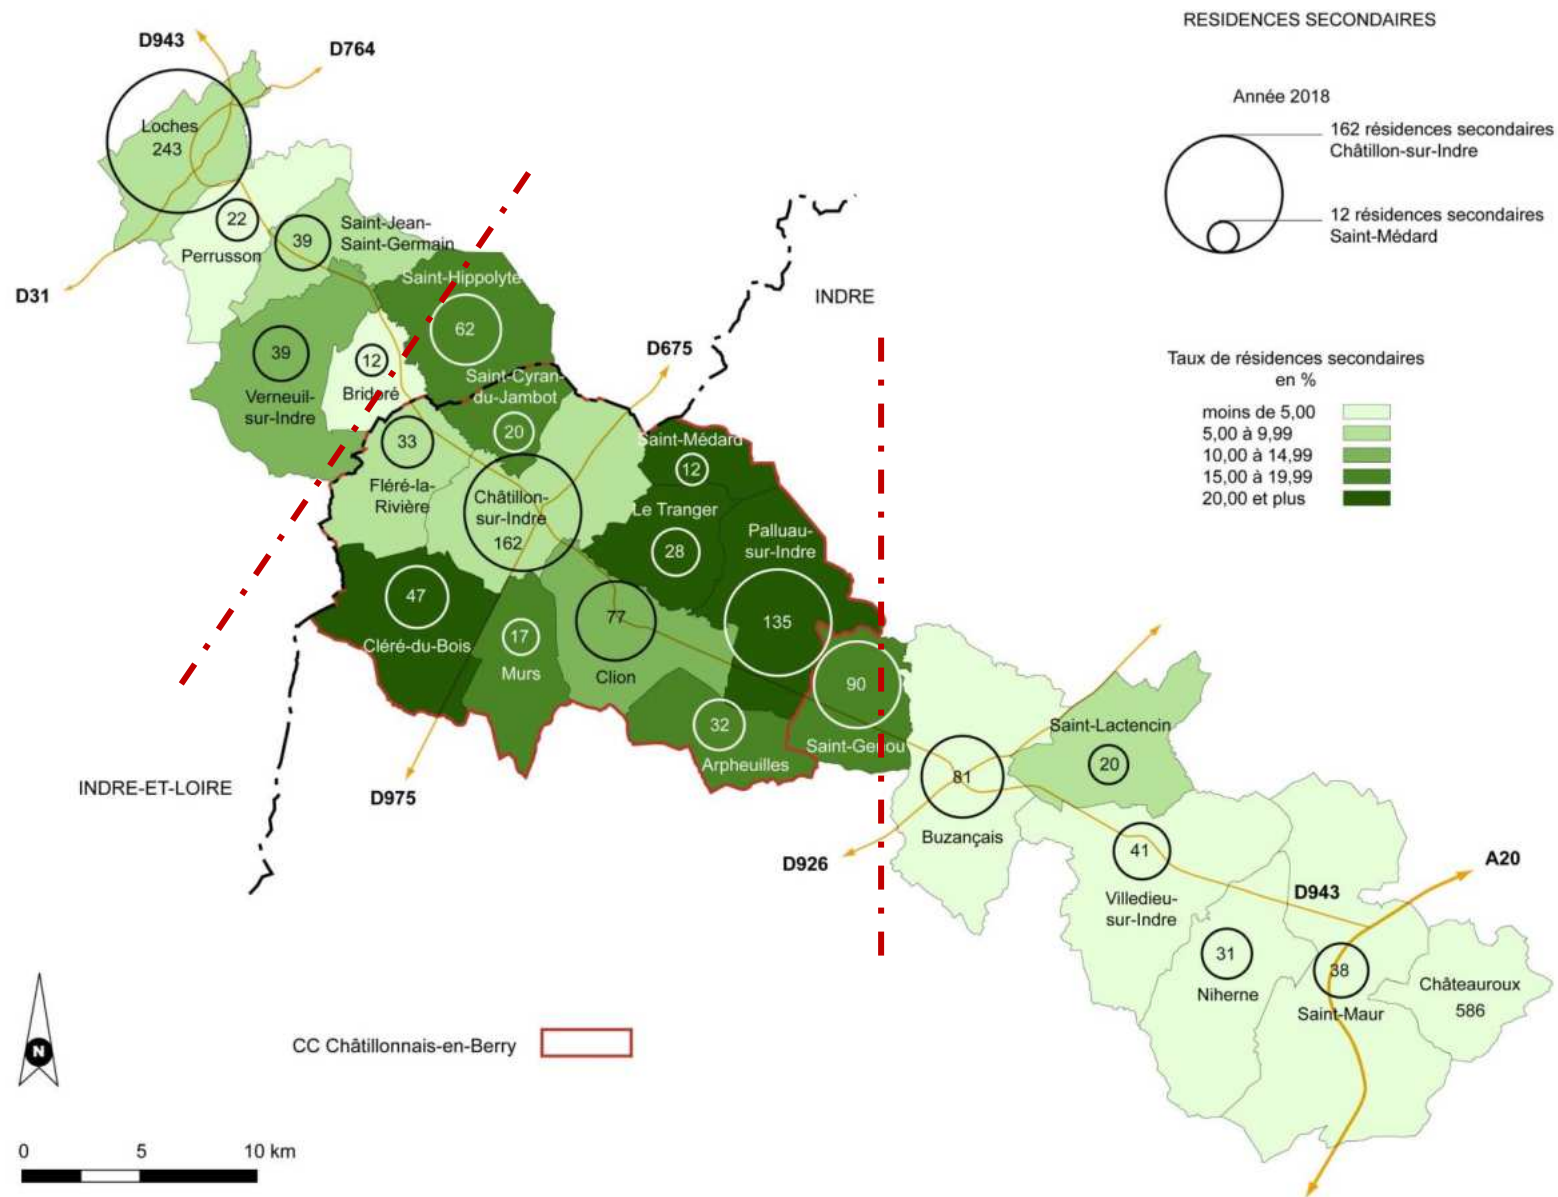 RESIDENCES SECONDAIRES
Année 2018
162 résidences secondaires
Châtillon-sur-Indre
12 résidences secondaires
Saint-Médard
Taux de résidences secondaires
en %
moins de 5,00
5,00 à 9,99
10,00 à 14,99
15,00 à 19,99
20,00 et plus
D943
D764
Loches
243
22
Perrusson
39
Saint-Jean-
Saint-Germain
D31
Saint-Hippolyte
62
INDRE
39
Verneuil-
sur-Indre
12
Bridoré
D675
Saint-Cyran-
du-Jambot
20
33
Fléré-la-
Rivière
Châtillon-
sur-Indre
162
Saint-Médard
12
Le Tranger
28
Palluau-
sur-Indre
135
47
Cléré-du-Bois
17
Murs
77
Clion
32
Arpheuilles
90
Saint-Genou
INDRE-ET-LOIRE
D975
D926
81
Buzançais
Saint-Lactencin
20
41
Villedieu-
sur-Indre
D943
A20
31
Niherne
38
Saint-Maur
Châteauroux
586
N
CC Châtillonnais-en-Berry
0 5 10 km